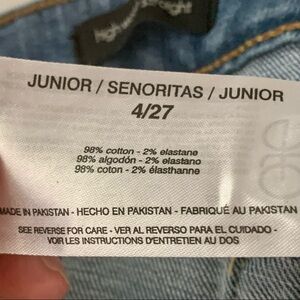 high-waist straight
JUNIOR / SENORITAS / JUNIOR
4/27
98% cotton - 2% elastane
98% algodón - 2% elastano
98% coton - 2% élasthanne
MADE IN PAKISTAN - HECHO EN PAKISTAN - FABRIQUÉ AU PAKISTAN
SEE REVERSE FOR CARE - VER AL REVERSO PARA EL CUIDADO -
VOIR LES INSTRUCTIONS D'ENTRETIEN AU DOS